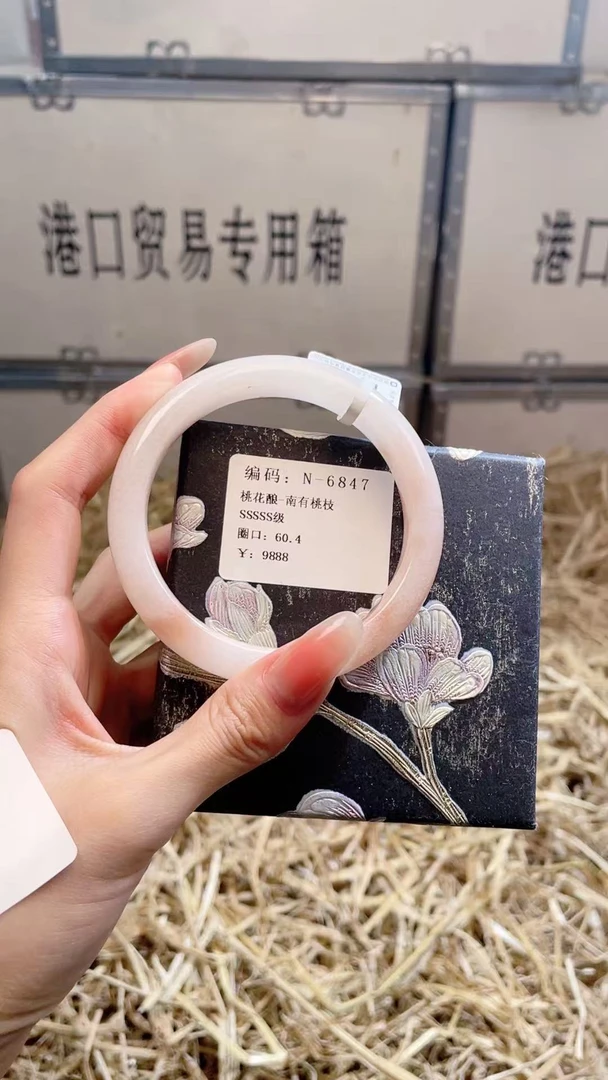 港口贸易专用箱
港口
编码：N-6847
桃花酿-南有桃枝
SSSSS级
圈口：60.4
¥：9888